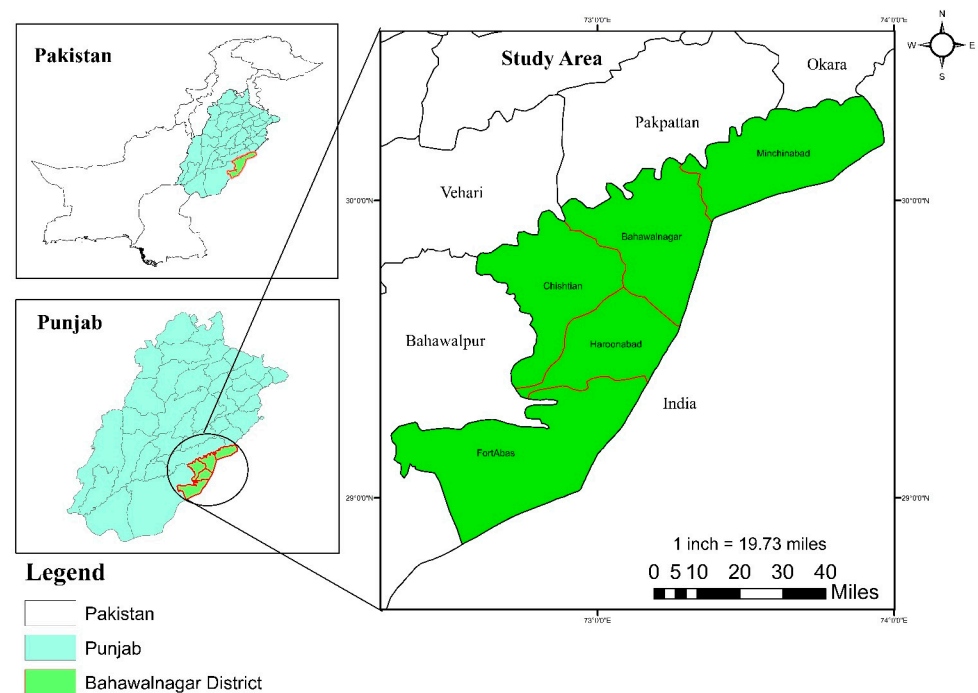 Pakistan
Punjab
Legend
Pakistan
Punjab
Bahawalnagar District
73°0'0"E
74°0'0"E
N
W
E
S
Study Area
Okara
Pakpattan
Minchinabad
Vehari
30°0'0"N
30°0'0"N
Bahawalnagar
Chishtian
Bahawalpur
Haroonabad
India
FortAbas
29°0'0"N
29°0'0"N
1 inch = 19.73 miles
0 5 10 20 30 40
Miles
73°0'0"E
74°0'0"E